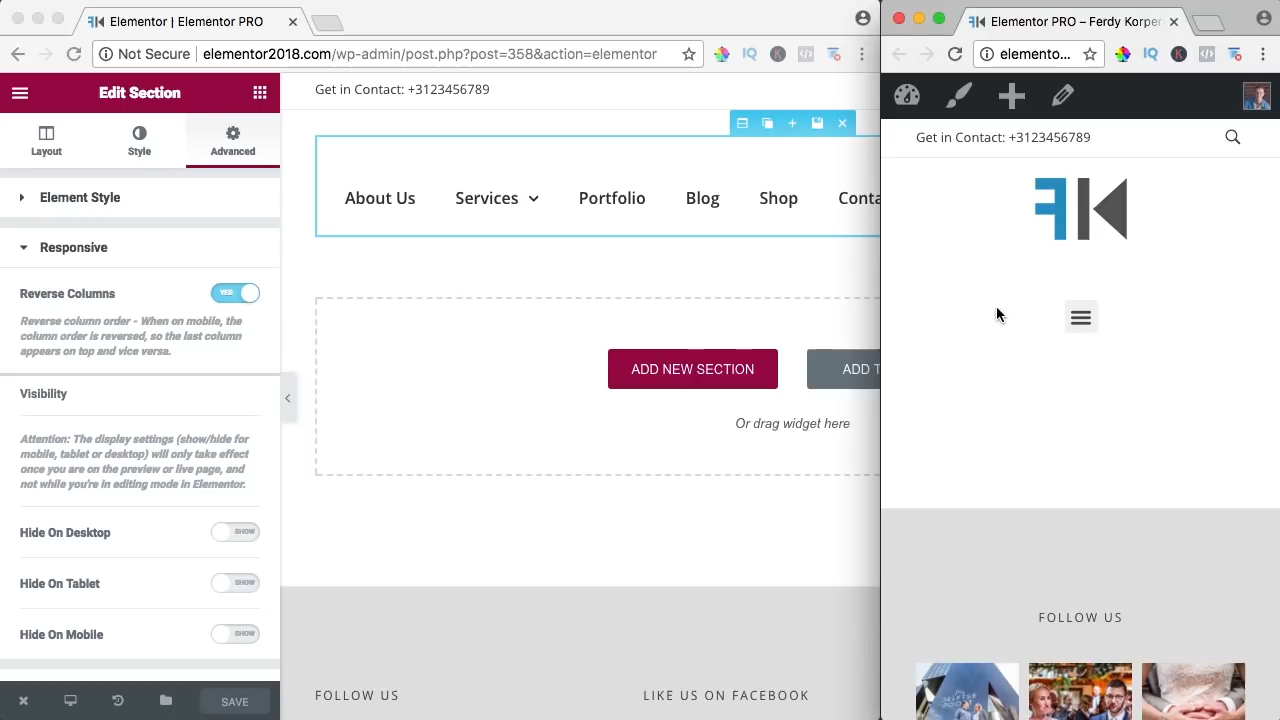 Elementor | Elementor PRO
Not Secure
elementor2018.com/wp-admin/post.php?post=358&action=elementor
Edit Section
Layout
Style
Advanced
Element Style
Responsive
Reverse Columns
YES
Reverse column order - When on mobile, the
column order is reversed, so the last column
appears on top and vice versa.
Visibility
Attention: The display settings (show/hide for
mobile, tablet or desktop) will only take effect
once you are on the preview or live page, and
not while you're in editing mode in Elementor.
Hide On Desktop
SHOW
Hide On Tablet
SHOW
Hide On Mobile
SHOW
SAVE
Get in Contact: +3123456789
About Us
Services
Portfolio
Blog
Shop
Conta
ADD NEW SECTION
ADD T
Or drag widget here
FOLLOW US
LIKE US ON FACEBOOK
Elementor PRO – Ferdy Korper
elemento...
Get in Contact: +3123456789
FK
FOLLOW US